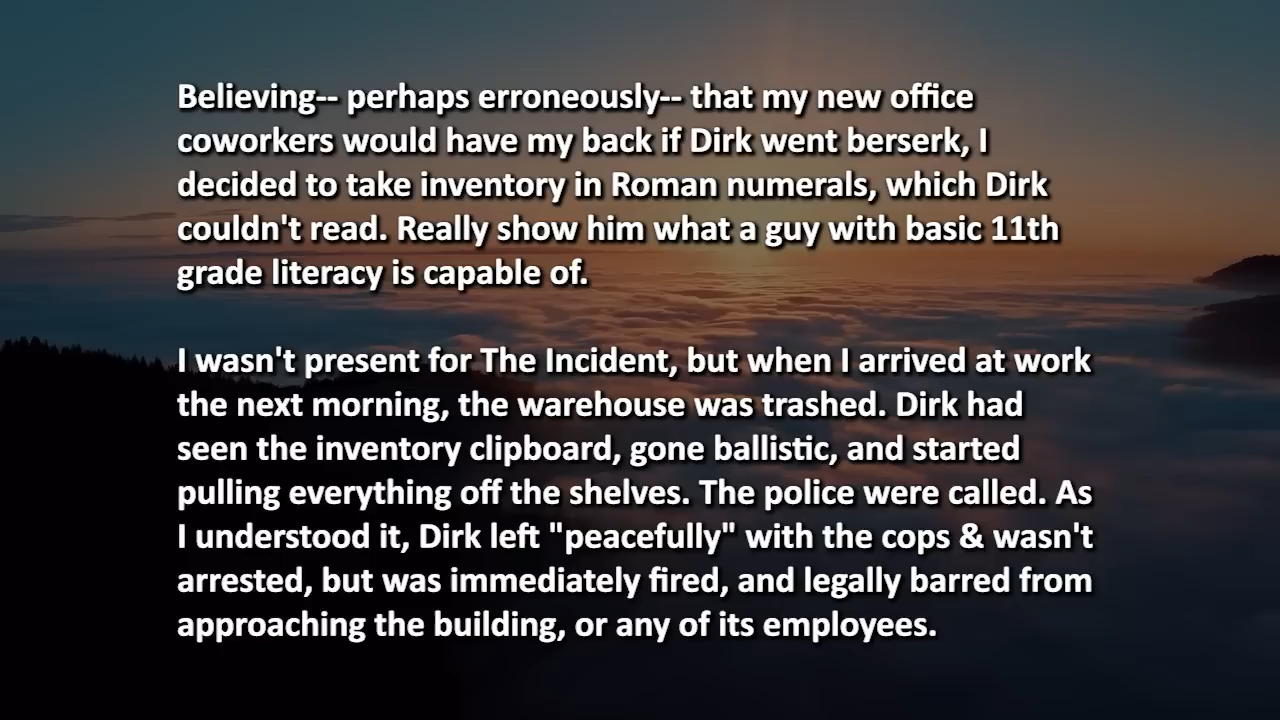 Believing-- perhaps erroneously-- that my new office
coworkers would have my back if Dirk went berserk, I
decided to take inventory in Roman numerals, which Dirk
couldn't read. Really show him what a guy with basic 11th
grade literacy is capable of.
I wasn't present for The Incident, but when I arrived at work
the next morning, the warehouse was trashed. Dirk had
seen the inventory clipboard, gone ballistic, and started
pulling everything off the shelves. The police were called. As
I understood it, Dirk left "peacefully" with the cops & wasn't
arrested, but was immediately fired, and legally barred from
approaching the building, or any of its employees.